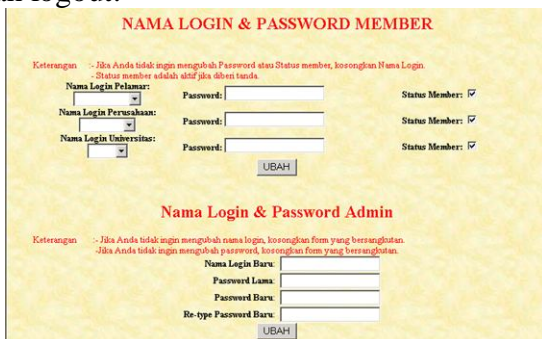 logout.
NAMA LOGIN & PASSWORD MEMBER
Keterangan :- Jika Anda tidak ingin mengubah Password atau Status member, kosongkan Nama Login.
- Status member adalah aktif jika diberi tanda.
Nama Login Pelamar:
Password: Status Member:
Nama Login Perusahaan:
Password: Status Member:
Nama Login Universitas:
Password: Status Member:
UBAH
Nama Login & Password Admin
Keterangan :- Jika Anda tidak ingin mengubah nama login, kosongkan form yang bersangkutan.
-Jika Anda tidak ingin mengubah password, kosongkan form yang bersangkutan.
Nama Login Baru:
Password Lama:
Password Baru:
Re-type Password Baru:
UBAH